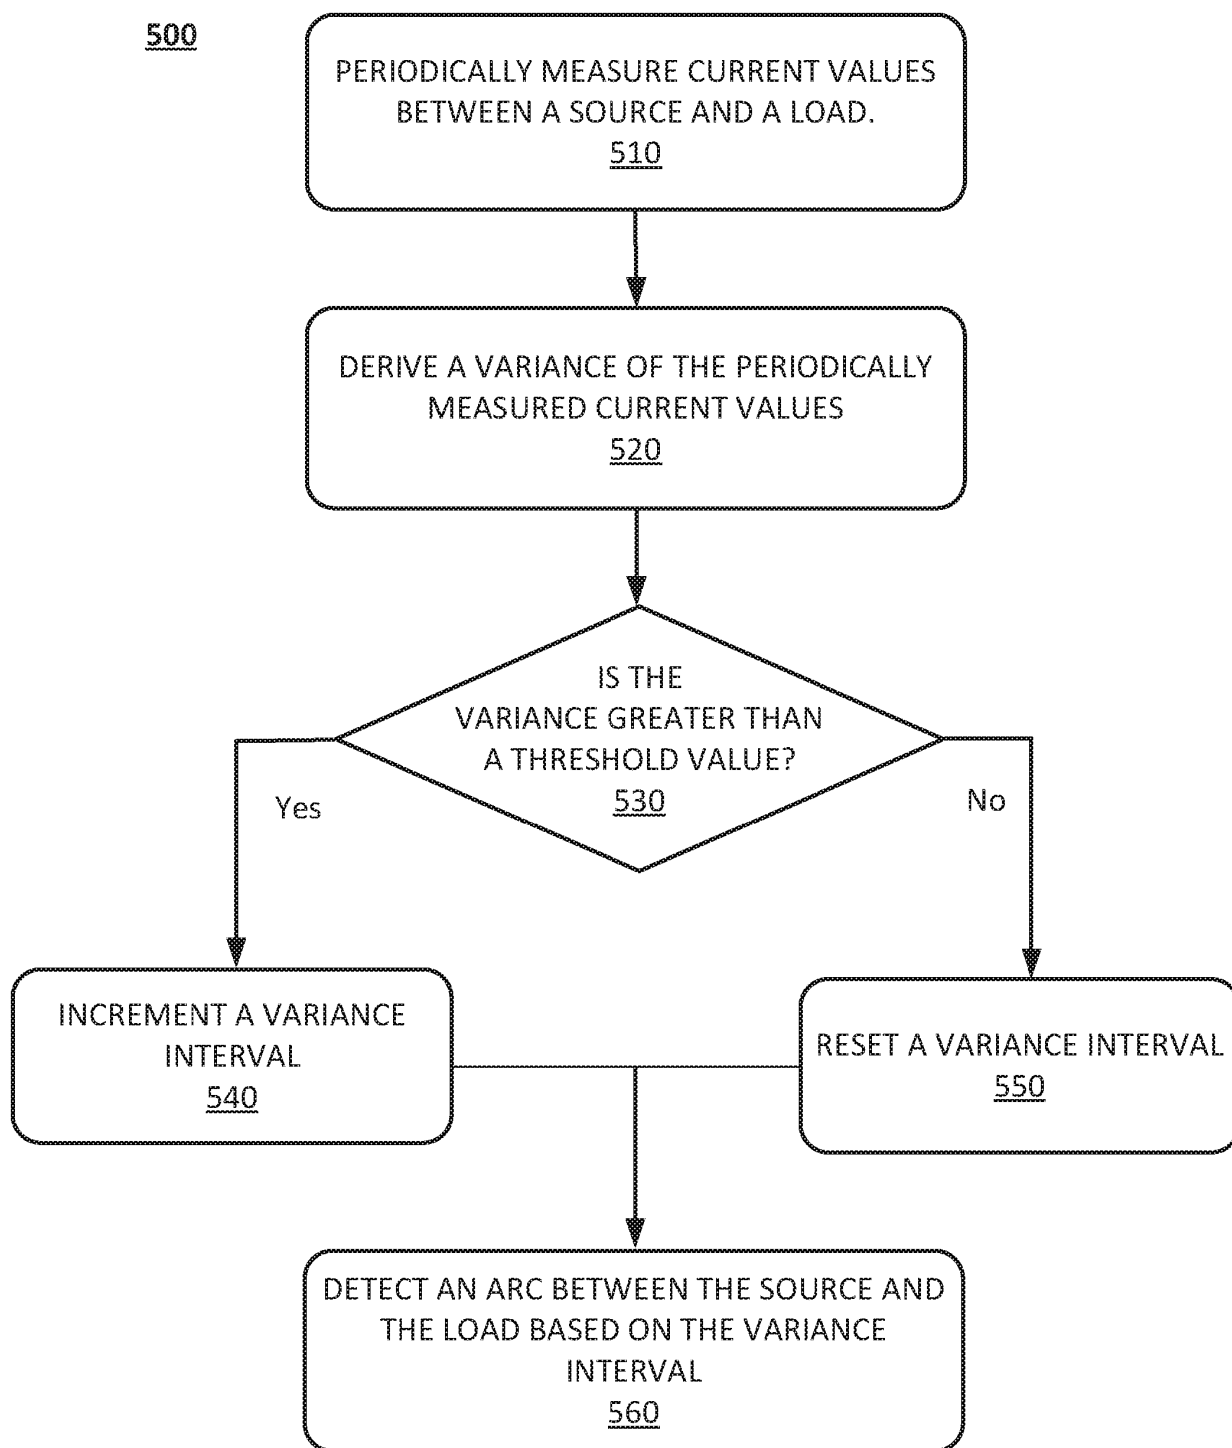 500
PERIODICALLY MEASURE CURRENT VALUES
BETWEEN A SOURCE AND A LOAD.
510
DERIVE A VARIANCE OF THE PERIODICALLY
MEASURED CURRENT VALUES
520
IS THE
VARIANCE GREATER THAN
A THRESHOLD VALUE?
530
Yes
No
INCREMENT A VARIANCE
INTERVAL
540
RESET A VARIANCE INTERVAL
550
DETECT AN ARC BETWEEN THE SOURCE AND
THE LOAD BASED ON THE VARIANCE
INTERVAL
560